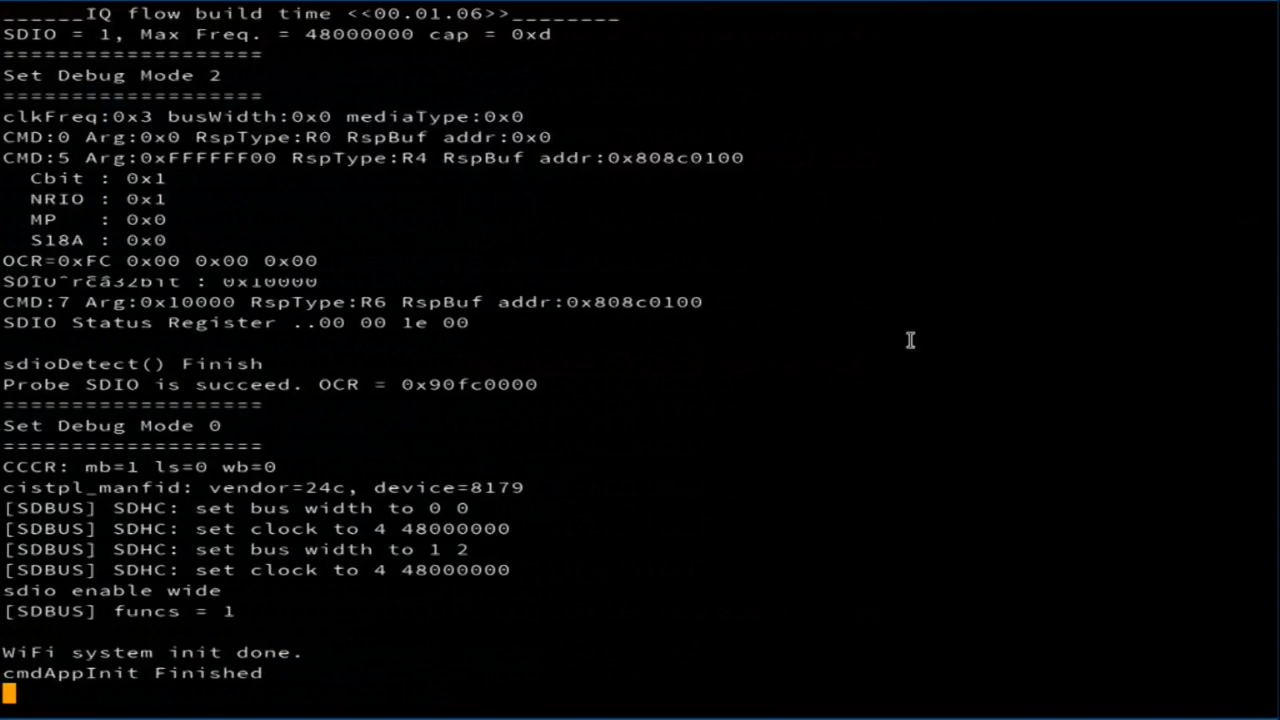 ______IQ flow build time <<00.01.06>>________
SDIO = 1, Max Freq. = 48000000 cap = 0xd
===================
Set Debug Mode 2
===================
clkFreq:0x3 busWidth:0x0 mediaType:0x0
CMD:0 Arg:0x0 RspType:R0 RspBuf addr:0x0
CMD:5 Arg:0xFFFFFF00 RspType:R4 RspBuf addr:0x808c0100
Cbit : 0x1
NRIO : 0x1
MP : 0x0
S18A : 0x0
OCR=0xFC 0x00 0x00 0x00
: 0x10000
CMD:7 Arg:0x10000 RspType:R6 RspBuf addr:0x808c0100
SDIO Status Register ..00 00 1e 00
sdioDetect() Finish
Probe SDIO is succeed. OCR = 0x90fc0000
===================
Set Debug Mode 0
===================
CCCR: mb=1 ls=0 wb=0
cistpl_manfid: vendor=24c, device=8179
[SDBUS] SDHC: set bus width to 0 0
[SDBUS] SDHC: set clock to 4 48000000
[SDBUS] SDHC: set bus width to 1 2
[SDBUS] SDHC: set clock to 4 48000000
sdio enable wide
[SDBUS] funcs = 1
WiFi system init done.
cmdAppInit Finished